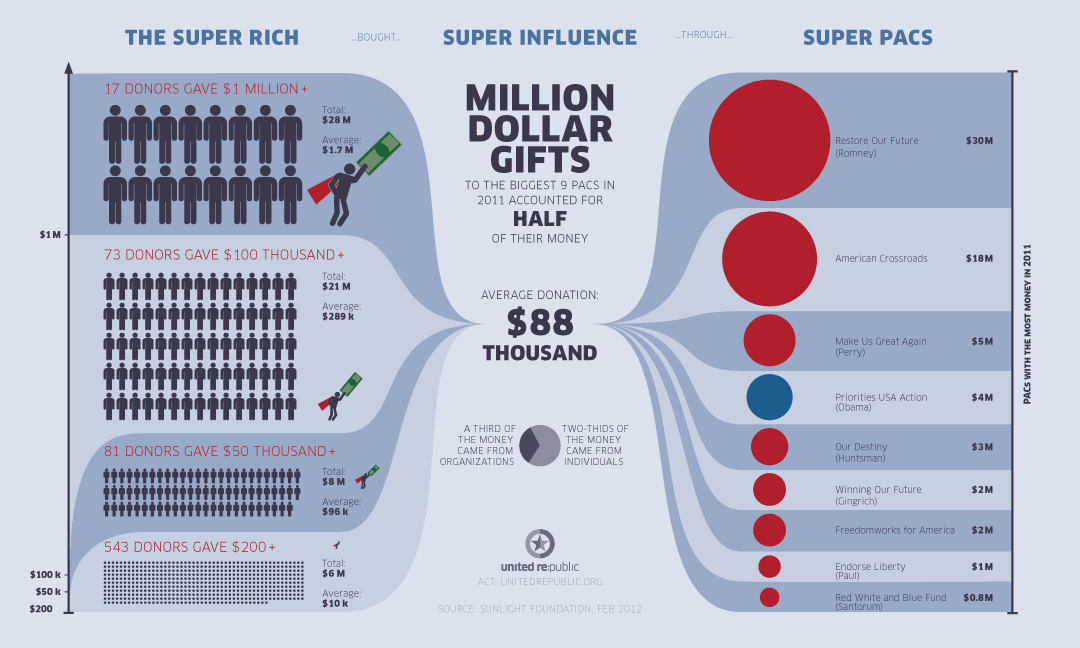 THE SUPER RICH
...BOUGHT...
SUPER INFLUENCE
...THROUGH...
SUPER PACS
17 DONORS GAVE $1 MILLION+
Total:
$28 M
Average:
$1.7 M
$1M
73 DONORS GAVE $100 THOUSAND+
Total:
$21 M
Average:
$289 k
81 DONORS GAVE $50 THOUSAND+
Total:
$8 M
Average:
$96 k
543 DONORS GAVE $200+
Total:
$6 M
Average:
$10 k
$100 k
$50 k
$200
MILLION
DOLLAR
GIFTS
TO THE BIGGEST 9 PACS IN
2011 ACCOUNTED FOR
HALF
OF THEIR MONEY
AVERAGE DONATION:
$88
THOUSAND
A THIRD OF
THE MONEY
CAME FROM
ORGANIZATIONS
TWO-THIDS OF
THE MONEY
CAME FROM
INDIVIDUALS
united re:public
ACT: UNITEDREPUBLIC.ORG
SOURCE: SUNLIGHT FOUNDATION, FEB 2012
Restore Our Future
(Romney)
$30M
American Crossroads
$18M
Make Us Great Again
(Perry)
$5M
Priorities USA Action
(Obama)
$4M
Our Destiny
(Huntsman)
$3M
Winning Our Future
(Gingrich)
$2M
Freedomworks for America
$2M
Endorse Liberty
(Paul)
$1M
Red White and Blue Fund
(Santorum)
$0.8M
PACS WITH THE MOST MONEY IN 2011